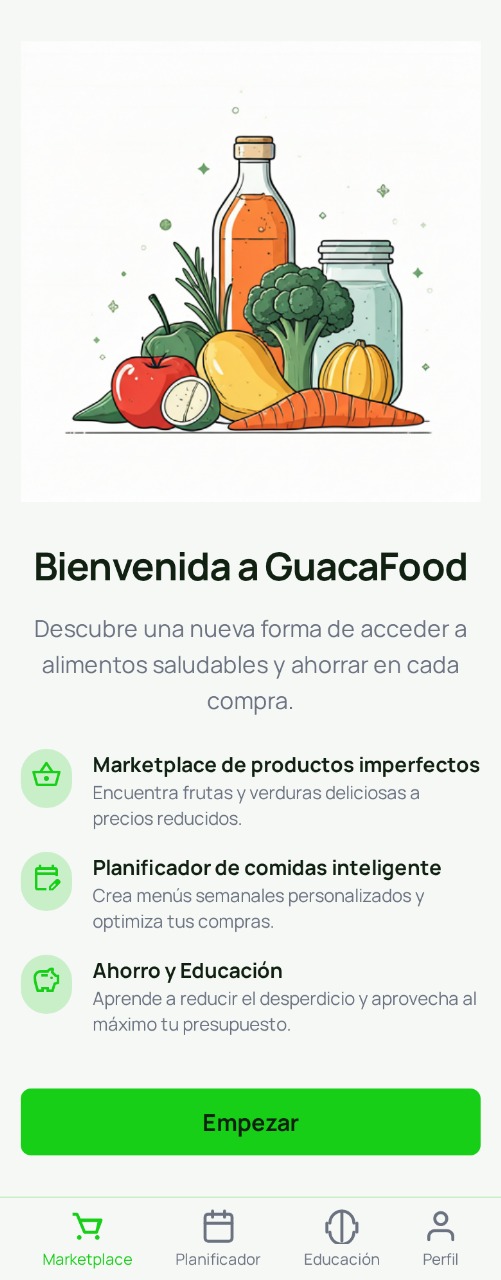 Bienvenida a GuacaFood
Descubre una nueva forma de acceder a
alimentos saludables y ahorrar en cada
compra.
Marketplace de productos imperfectos
Encuentra frutas y verduras deliciosas a
precios reducidos.
Planificador de comidas inteligente
Crea menús semanales personalizados y
optimiza tus compras.
Ahorro y Educación
Aprende a reducir el desperdicio y aprovecha al
máximo tu presupuesto.
Empezar
Marketplace
Planificador
Educación
Perfil